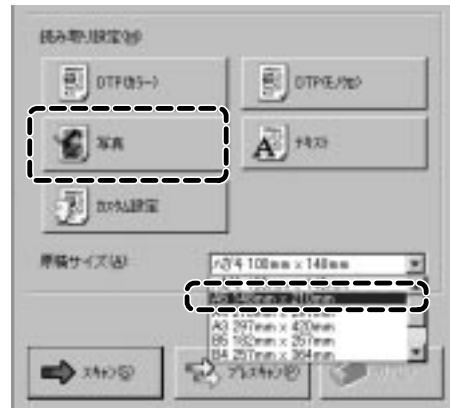 読み取り設定(M)
DTP(カラー)
DTP(モノクロ)
写真
テキスト
カスタム設定
原稿サイズ(A)
ハガキ 100mm x 148mm
A3 297mm x 420mm
B5 182mm x 257mm
B4 257mm x 364mm
スキャン(S)
プレスキャン(P)